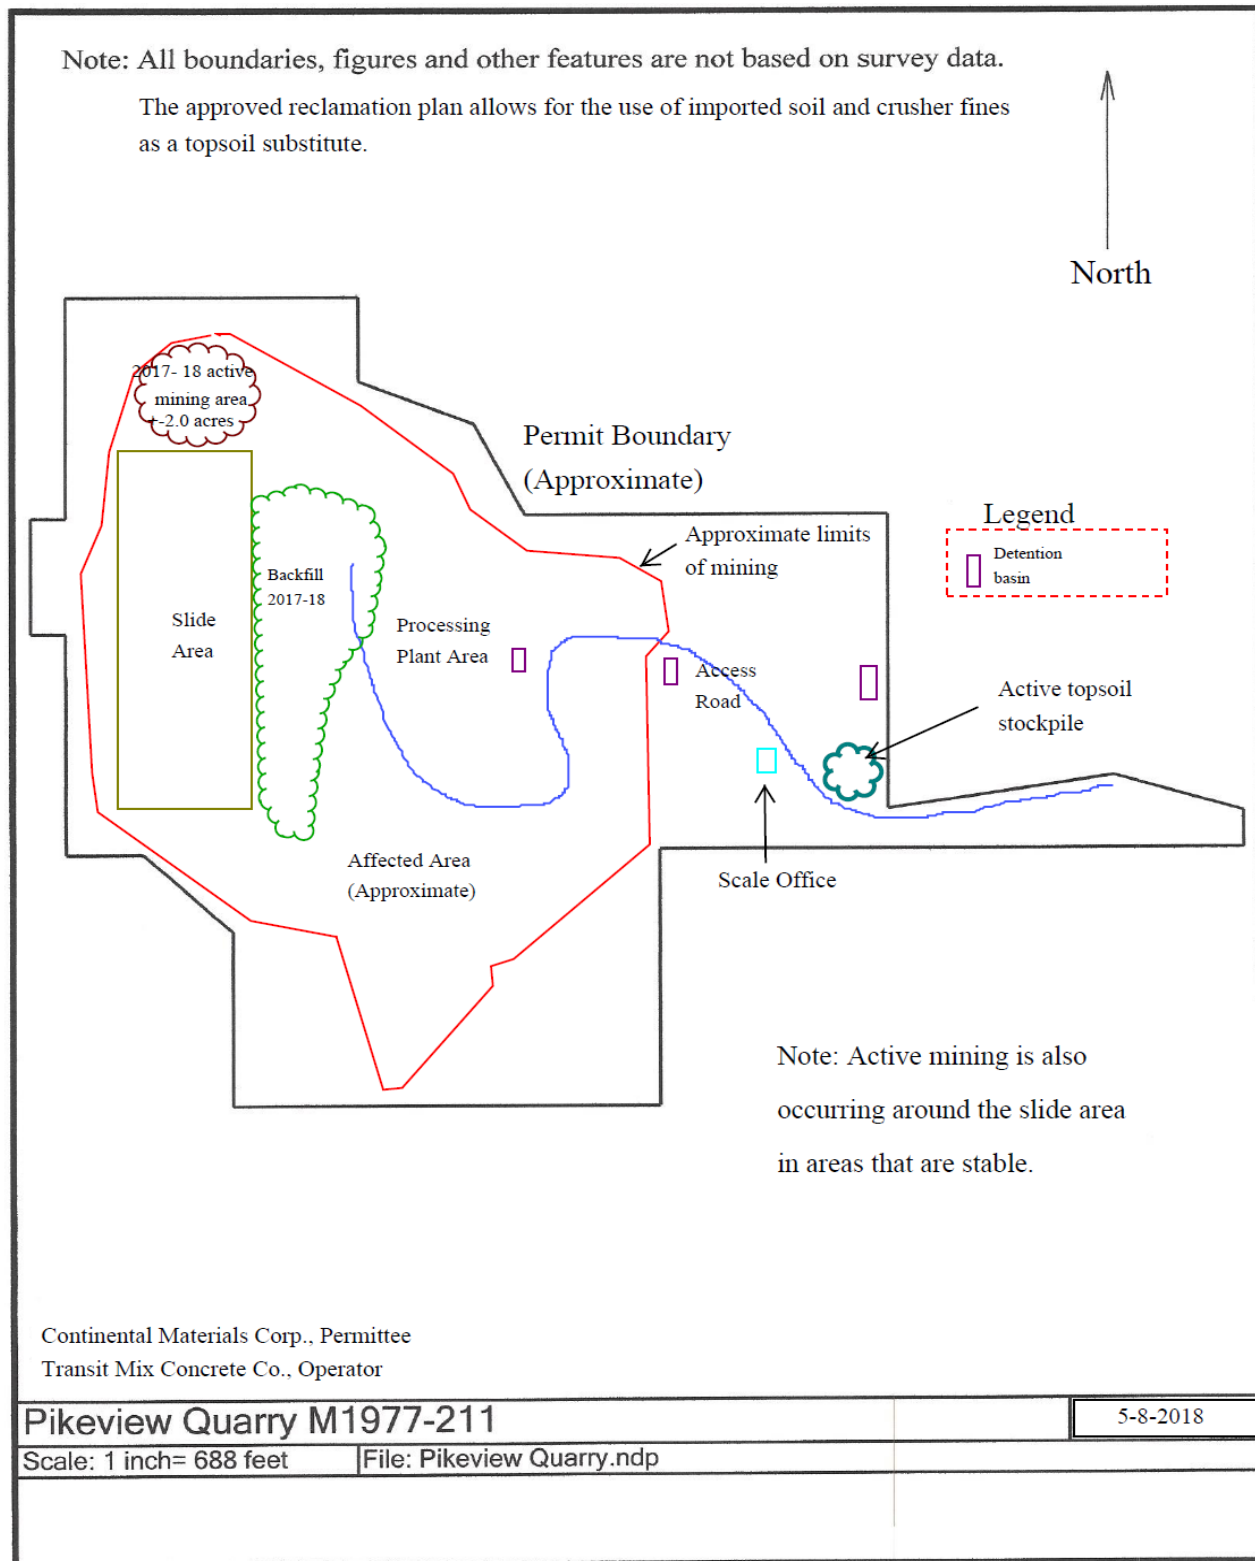 Note: All boundaries, figures and other features are not based on survey data.
The approved reclamation plan allows for the use of imported soil and crusher fines
as a topsoil substitute.
North
2017- 18 active
mining area
+-2.0 acres
Permit Boundary
(Approximate)
Approximate limits
of mining
Legend
Detention
basin
Backfill
2017-18
Slide
Area
Processing
Plant Area
Access
Road
Active topsoil
stockpile
Affected Area
(Approximate)
Scale Office
Note: Active mining is also
occurring around the slide area
in areas that are stable.
Continental Materials Corp., Permittee
Transit Mix Concrete Co., Operator
Pikeview Quarry M1977-211
5-8-2018
Scale: 1 inch= 688 feet
File: Pikeview Quarry.ndp